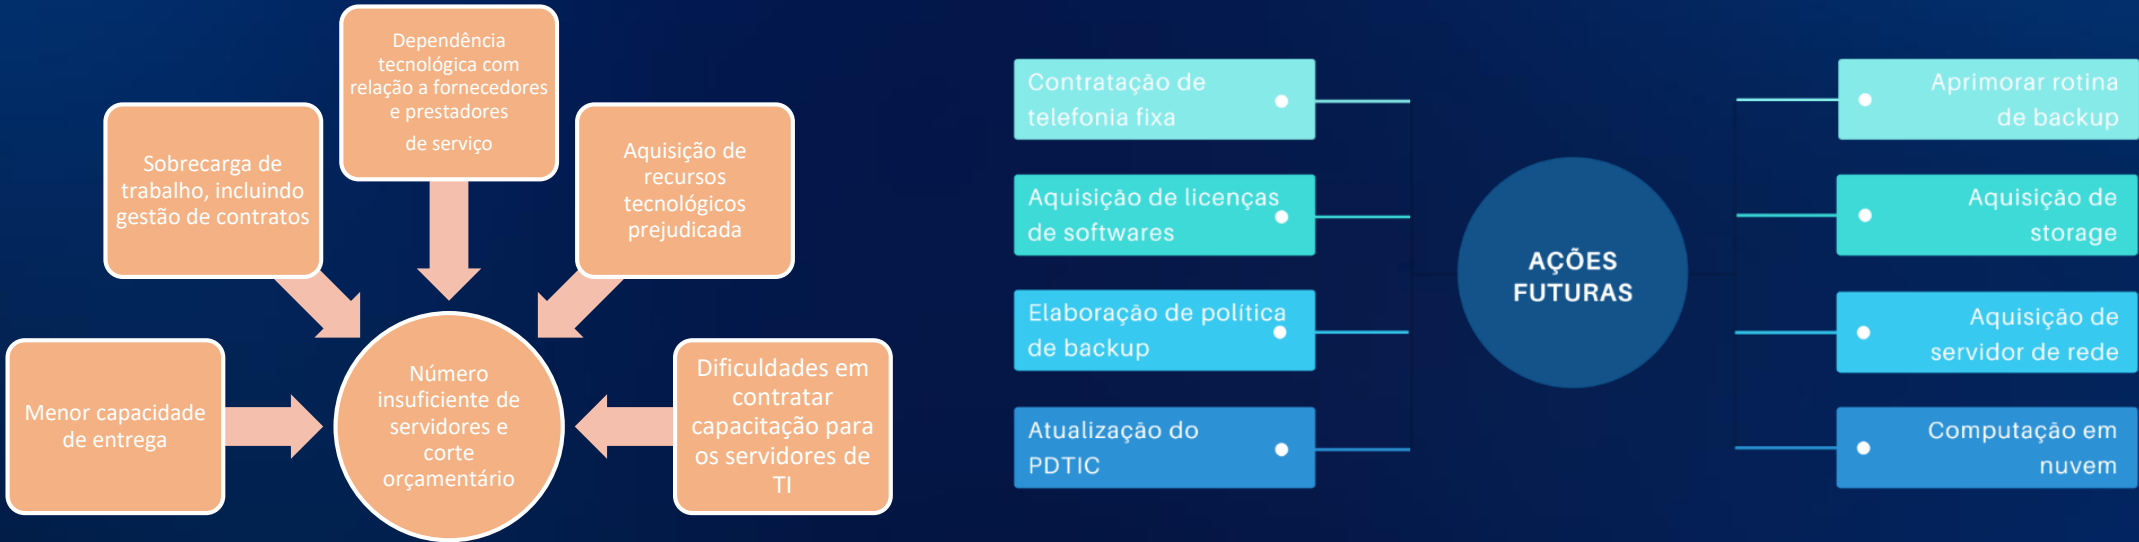 Dependência
tecnológica com
relação a fornecedores
e prestadores
de serviço
Sobrecarga de
trabalho, incluindo
gestão de contratos
Aquisição de
recursos
tecnológicos
prejudicada
Menor capacidade
de entrega
Número
insuficiente de
servidores e
corte
orçamentário
Dificuldades em
contratar
capacitação para
os servidores de
TI
Contratação de
telefonia fixa
Aquisição de licenças
de softwares
Elaboração de política
de backup
Atualização do
PDTIC
AÇÕES
FUTURAS
Aprimorar rotina
de backup
Aquisição de
storage
Aquisição de
servidor de rede
Computação em
nuvem